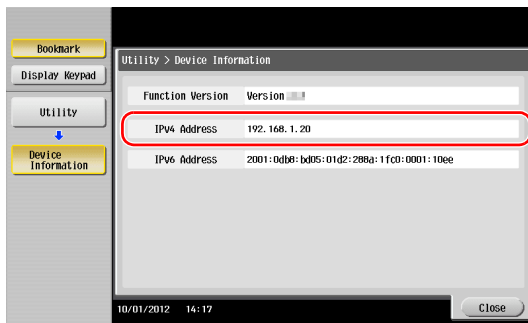 Bookmark
Display Keypad
Utility
Device
Information
Utility > Device Information
Function Version Version
IPv4 Address 192.168.1.20
IPv6 Address 2001:0db8:bd05:01d2:288a:1fc0:0001:10ee
10/01/2012 14:17
Close